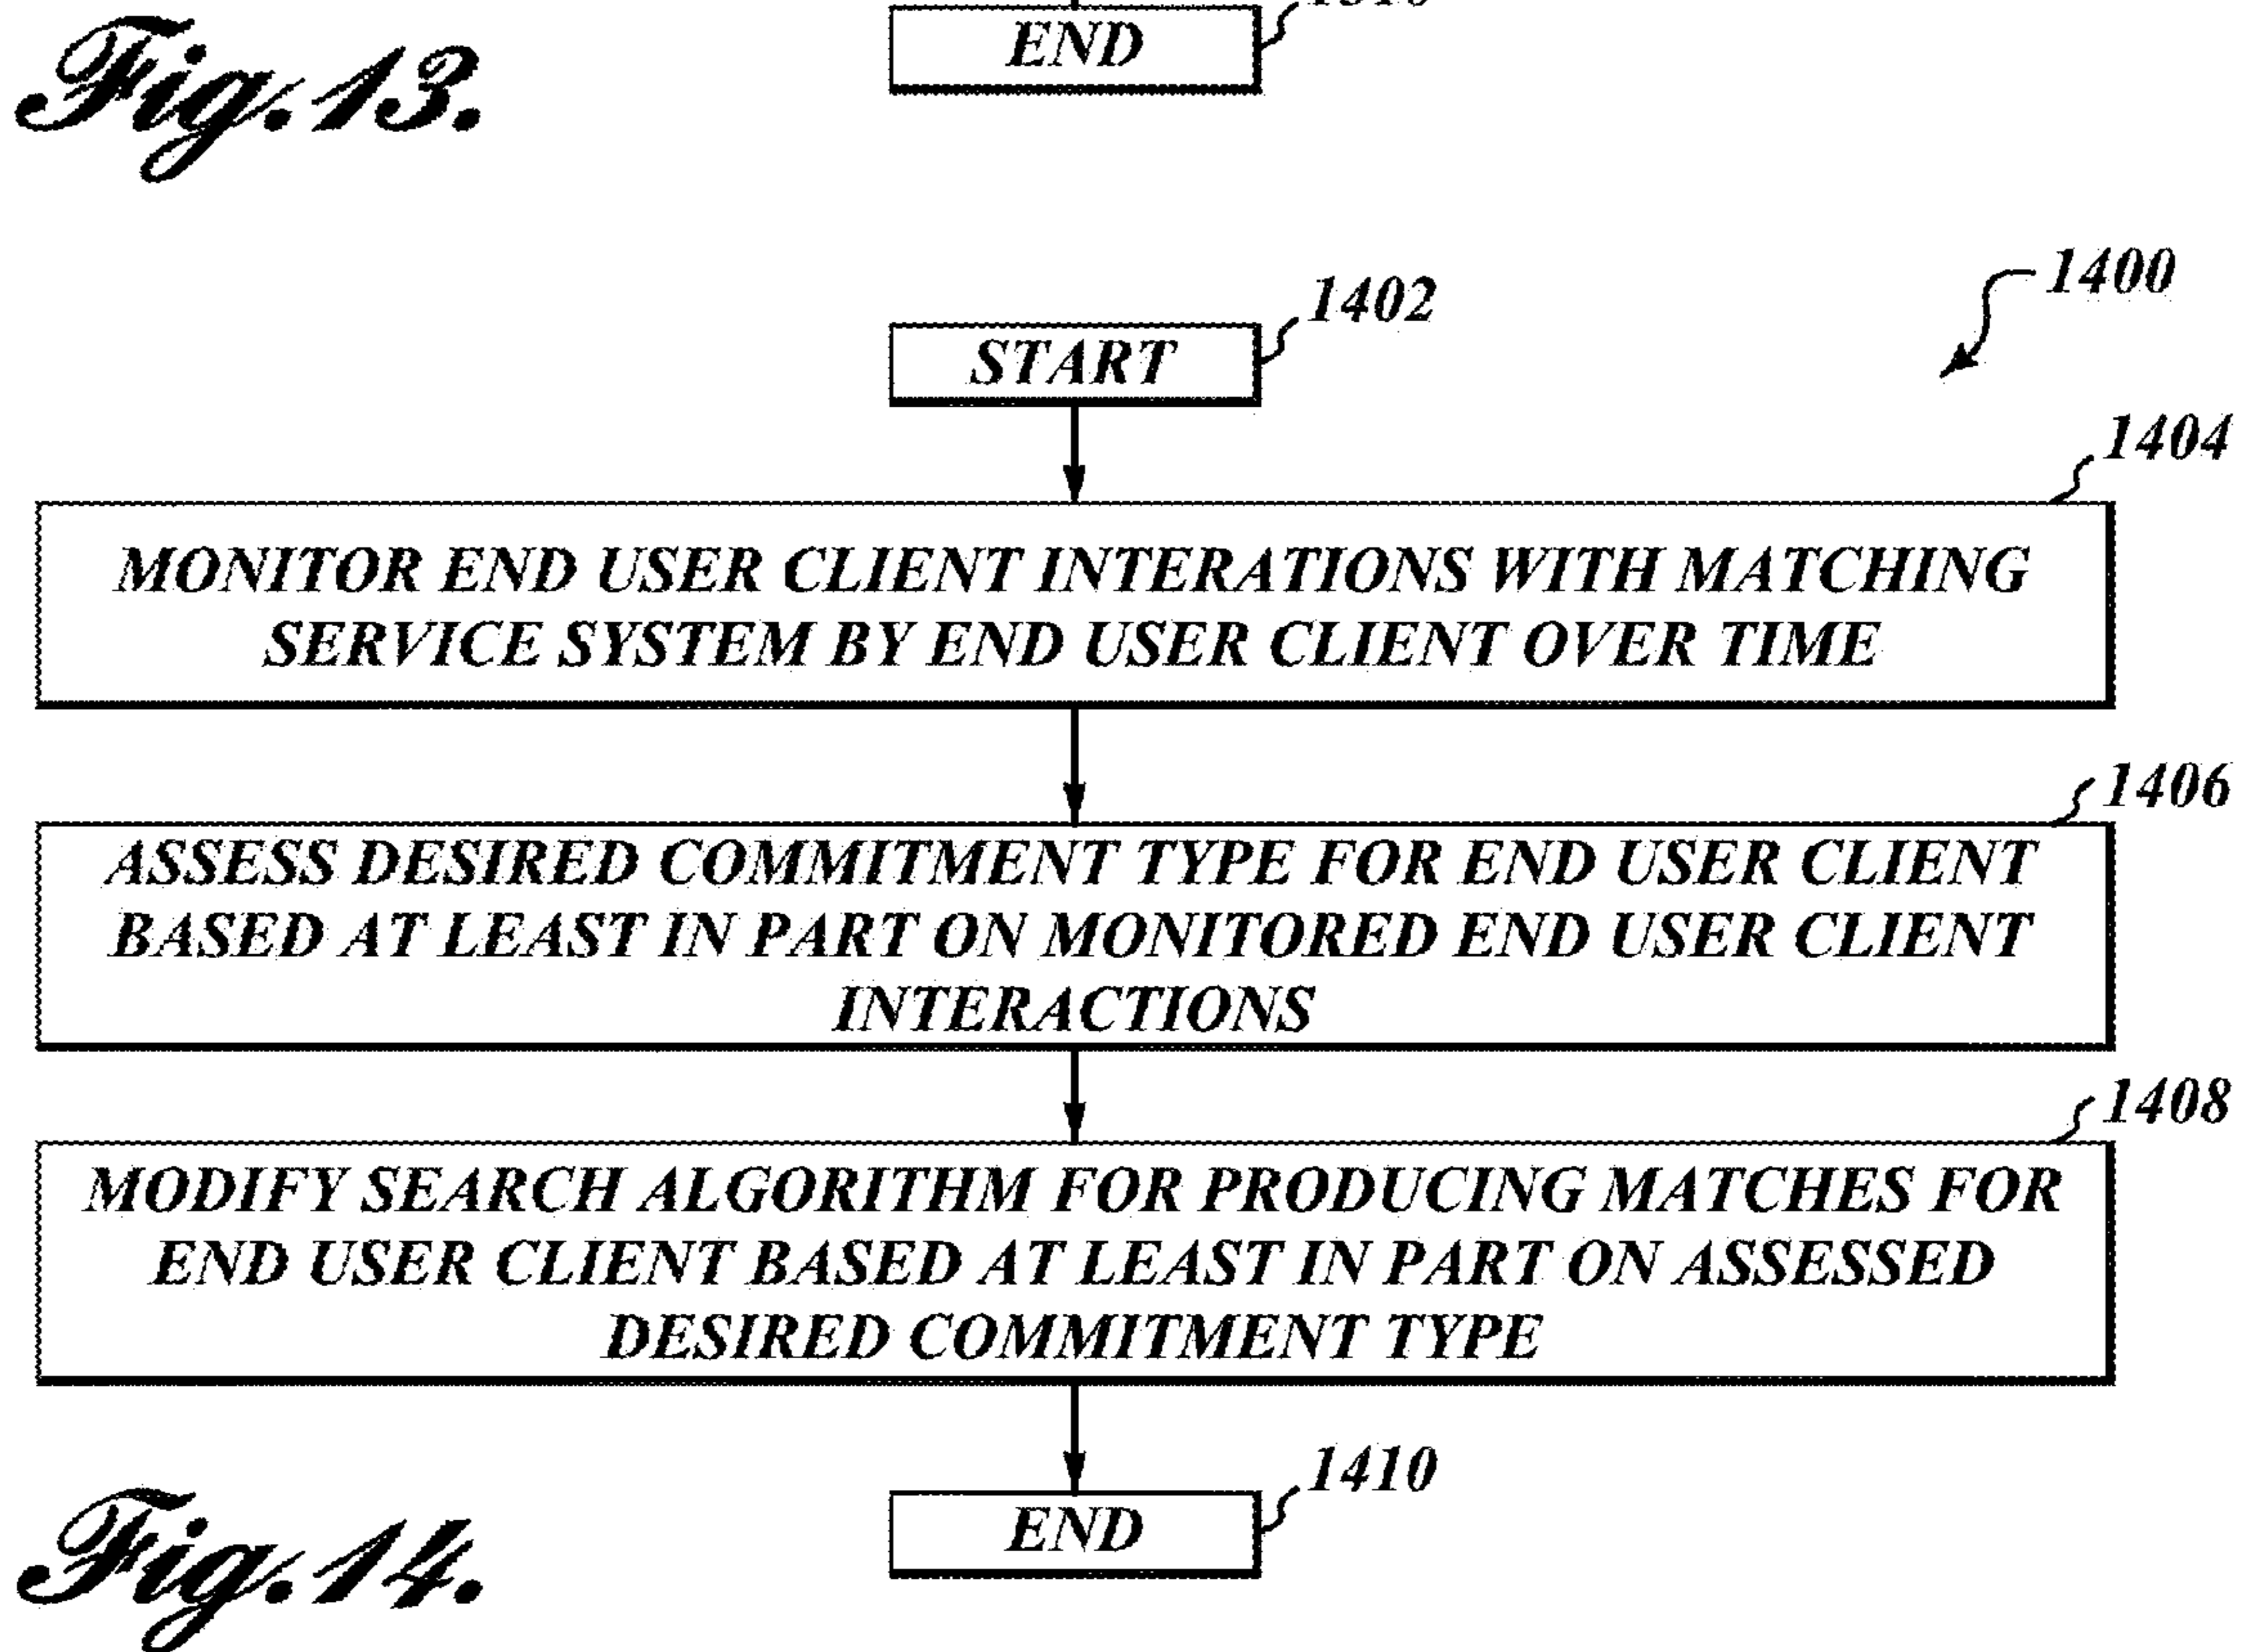 END
Fig.13.
1400
1402
START
1404
MONITOR END USER CLIENT INTERATIONS WITH MATCHING
SERVICE SYSTEM BY END USER CLIENT OVER TIME
1406
ASSESS DESIRED COMMITMENT TYPE FOR END USER CLIENT
BASED AT LEAST IN PART ON MONITORED END USER CLIENT
INTERACTIONS
1408
MODIFY SEARCH ALGORITHM FOR PRODUCING MATCHES FOR
END USER CLIENT BASED AT LEAST IN PART ON ASSESSED
DESIRED COMMITMENT TYPE
1410
END
Fig.14.